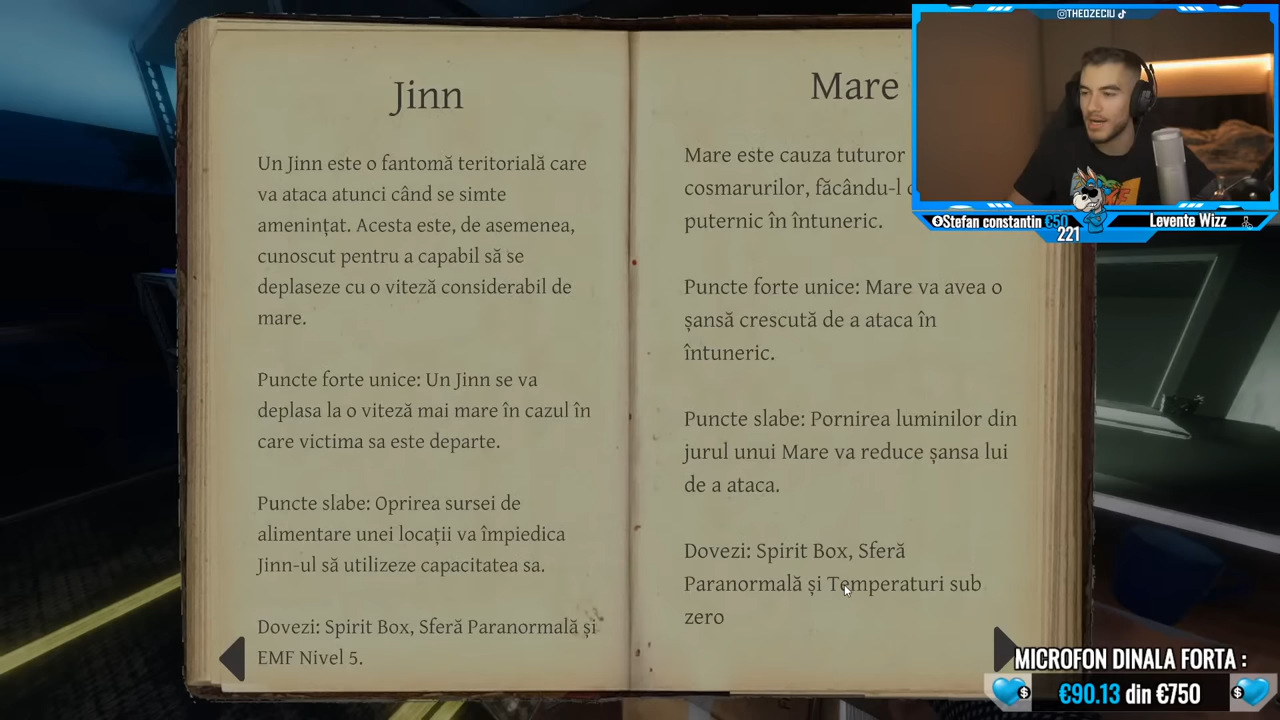 Jinn
Un Jinn este o fantomă teritorială care
va ataca atunci când se simte
amenințat. Acesta este, de asemenea,
cunoscut pentru a capabil să se
deplaseze cu o viteză considerabil de
mare.
Puncte forte unice: Un Jinn se va
deplasa la o viteză mai mare în cazul în
care victima sa este departe.
Puncte slabe: Oprirea sursei de
alimentare unei locații va împiedica
Jinn-ul să utilizeze capacitatea sa.
Dovezi: Spirit Box, Sferă Paranormală și
EMF Nivel 5.
Mare
Mare este cauza tuturor
cosmarurilor, făcându-l
puternic în întuneric.
Puncte forte unice: Mare va avea o
șansă crescută de a ataca în
întuneric.
Puncte slabe: Pornirea luminilor din
jurul unui Mare va reduce șansa lui
de a ataca.
Dovezi: Spirit Box, Sferă
Paranormală și Temperaturi sub
zero
@THEOZECIU
Stefan constantin €50
221
Levente Wizz
MICROFON DINALA FORTA :
€90.13 din €750